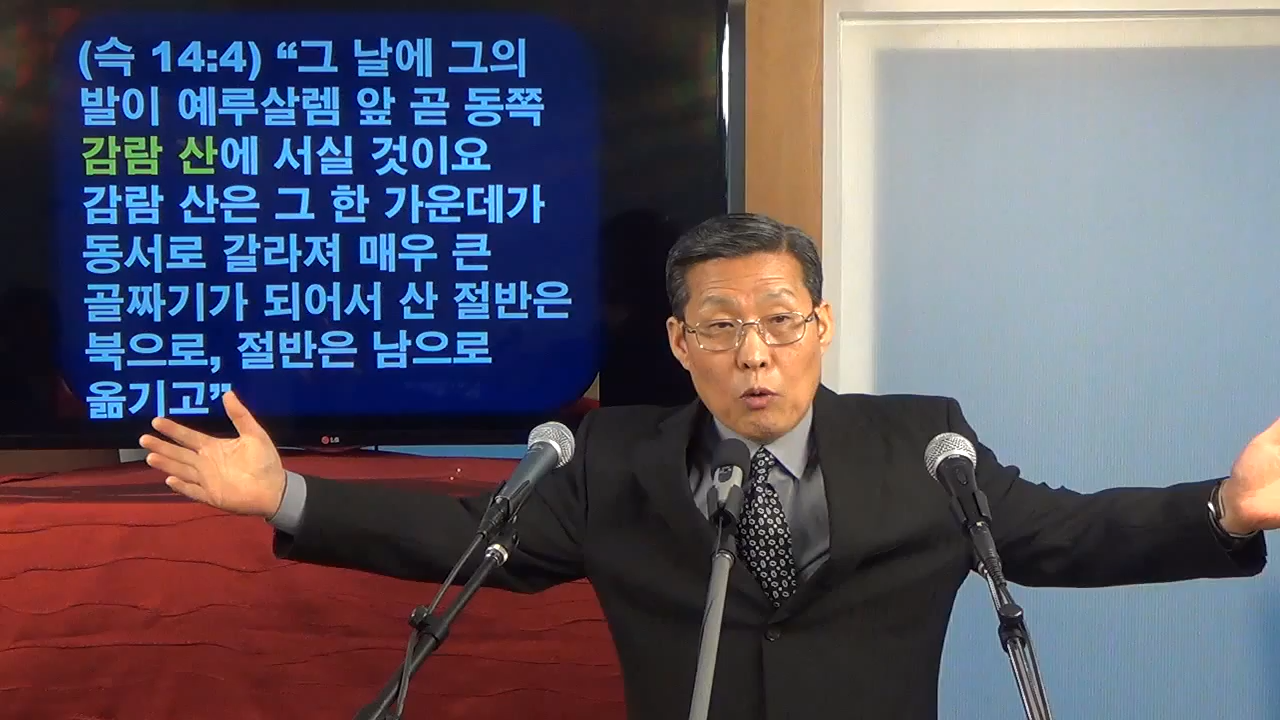 (슥 14:4) “그 날에 그의
발이 예루살렘 앞 곧 동쪽
감람 산에 서실 것이요
감람 산은 그 한 가운데가
동서로 갈라져 매우 큰
골짜기가 되어서 산 절반은
북으로, 절반은 남으로
옮기고”
LG